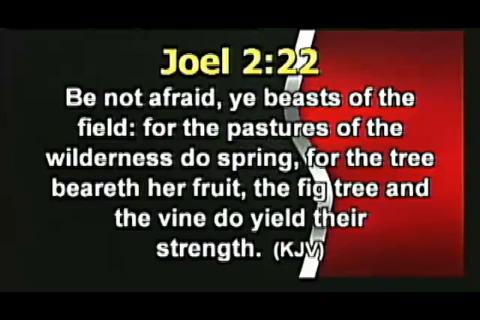 Joel 2:22
Be not afraid, ye beasts of the
field: for the pastures of the
wilderness do spring, for the tree
beareth her fruit, the fig tree and
the vine do yield their
strength. (KJV)